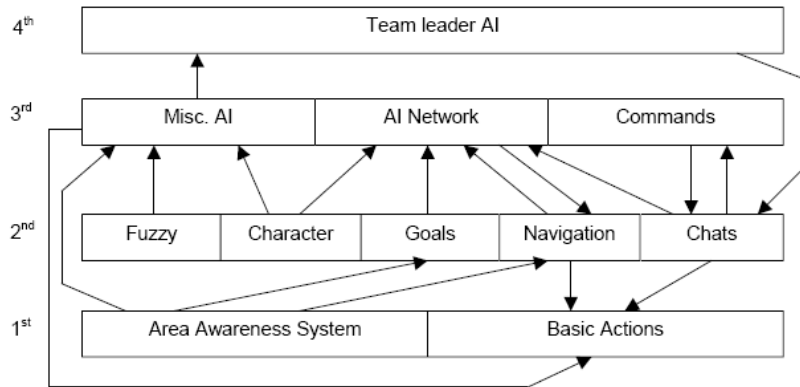 4th Team leader AI
3rd Misc. AI AI Network Commands
2nd Fuzzy Character Goals Navigation Chats
1st Area Awareness System Basic Actions